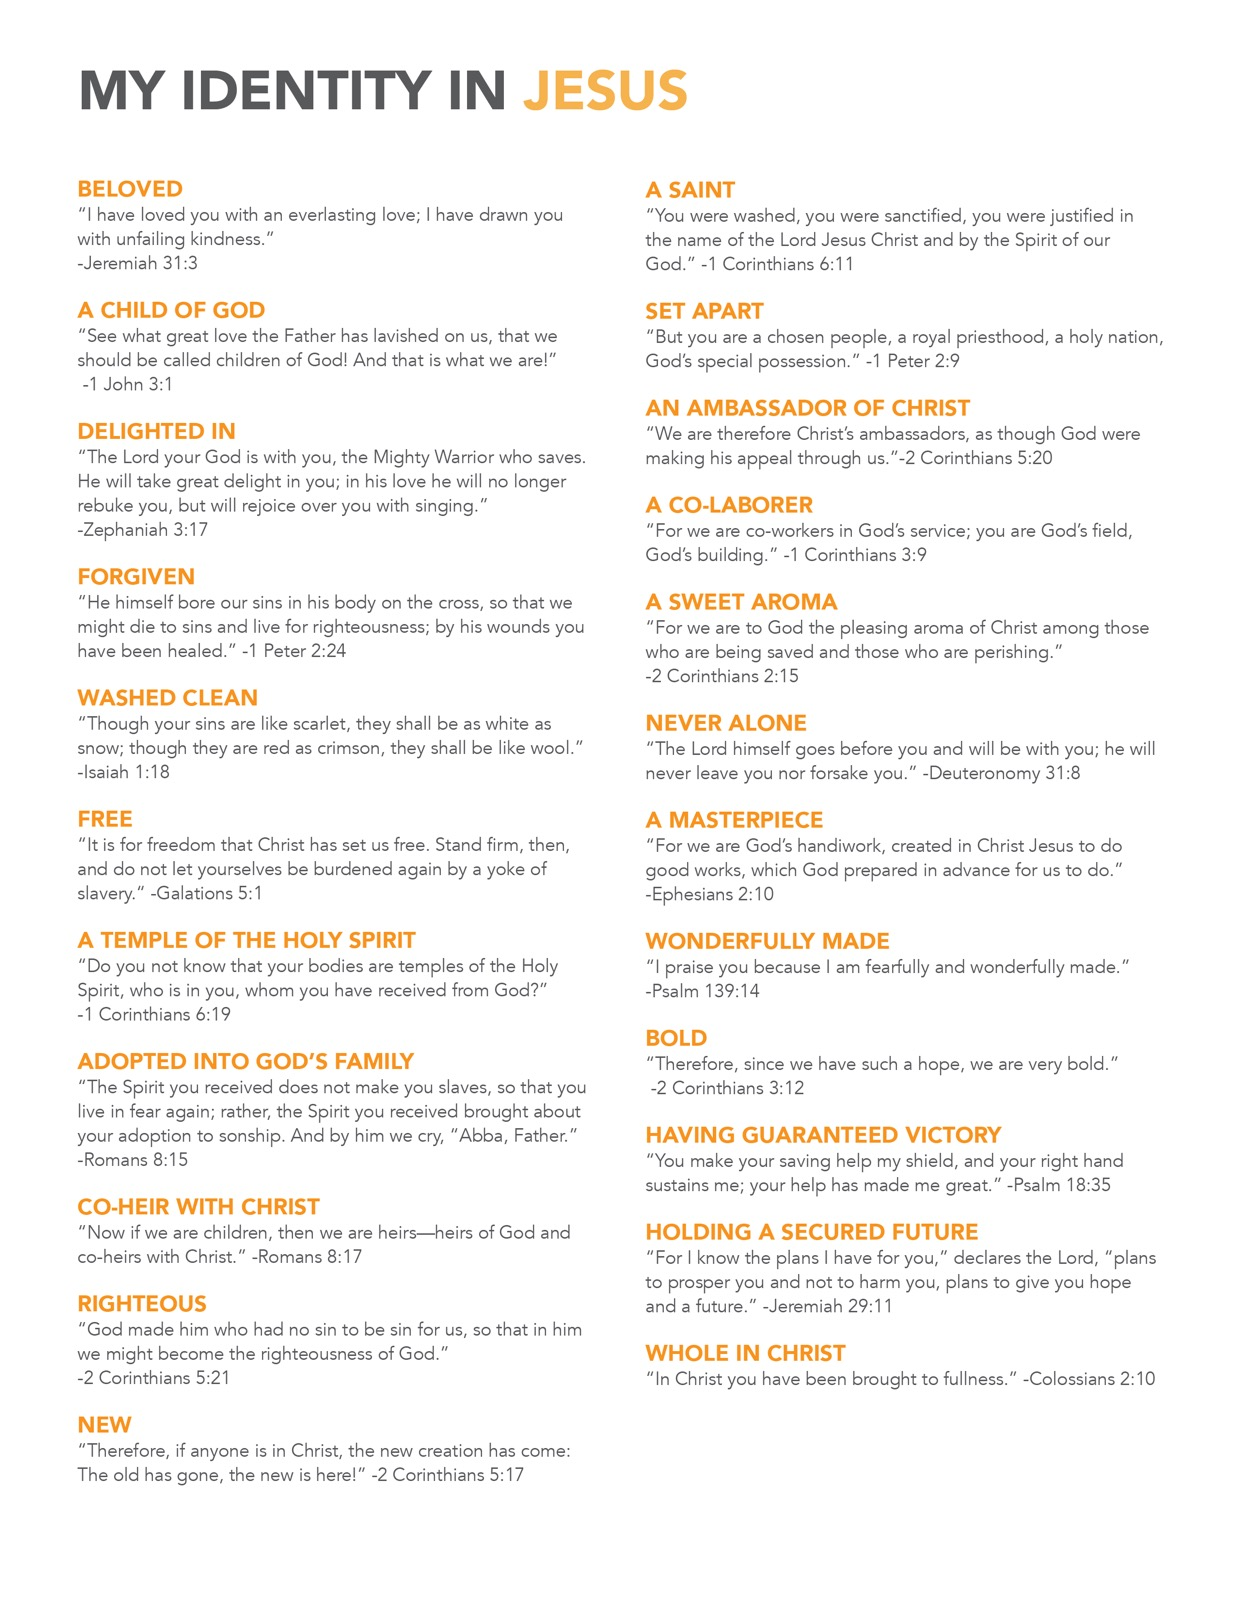 MY IDENTITY IN JESUS
BELOVED
“I have loved you with an everlasting love; I have drawn you
with unfailing kindness.”
-Jeremiah 31:3
A CHILD OF GOD
“See what great love the Father has lavished on us, that we
should be called children of God! And that is what we are!”
-1 John 3:1
DELIGHTED IN
“The Lord your God is with you, the Mighty Warrior who saves.
He will take great delight in you; in his love he will no longer
rebuke you, but will rejoice over you with singing.”
-Zephaniah 3:17
FORGIVEN
“He himself bore our sins in his body on the cross, so that we
might die to sins and live for righteousness; by his wounds you
have been healed.” -1 Peter 2:24
WASHED CLEAN
“Though your sins are like scarlet, they shall be as white as
snow; though they are red as crimson, they shall be like wool.”
-Isaiah 1:18
FREE
“It is for freedom that Christ has set us free. Stand firm, then,
and do not let yourselves be burdened again by a yoke of
slavery.” -Galations 5:1
A TEMPLE OF THE HOLY SPIRIT
“Do you not know that your bodies are temples of the Holy
Spirit, who is in you, whom you have received from God?”
-1 Corinthians 6:19
ADOPTED INTO GOD’S FAMILY
“The Spirit you received does not make you slaves, so that you
live in fear again; rather, the Spirit you received brought about
your adoption to sonship. And by him we cry, “Abba, Father.”
-Romans 8:15
CO-HEIR WITH CHRIST
“Now if we are children, then we are heirs—heirs of God and
co-heirs with Christ.” -Romans 8:17
RIGHTEOUS
“God made him who had no sin to be sin for us, so that in him
we might become the righteousness of God.”
-2 Corinthians 5:21
NEW
“Therefore, if anyone is in Christ, the new creation has come:
The old has gone, the new is here!” -2 Corinthians 5:17
A SAINT
“You were washed, you were sanctified, you were justified in
the name of the Lord Jesus Christ and by the Spirit of our
God.” -1 Corinthians 6:11
SET APART
“But you are a chosen people, a royal priesthood, a holy nation,
God’s special possession.” -1 Peter 2:9
AN AMBASSADOR OF CHRIST
“We are therefore Christ’s ambassadors, as though God were
making his appeal through us.”-2 Corinthians 5:20
A CO-LABORER
“For we are co-workers in God’s service; you are God’s field,
God’s building.” -1 Corinthians 3:9
A SWEET AROMA
“For we are to God the pleasing aroma of Christ among those
who are being saved and those who are perishing.”
-2 Corinthians 2:15
NEVER ALONE
“The Lord himself goes before you and will be with you; he will
never leave you nor forsake you.” -Deuteronomy 31:8
A MASTERPIECE
“For we are God’s handiwork, created in Christ Jesus to do
good works, which God prepared in advance for us to do.”
-Ephesians 2:10
WONDERFULLY MADE
“I praise you because I am fearfully and wonderfully made.”
-Psalm 139:14
BOLD
“Therefore, since we have such a hope, we are very bold.”
-2 Corinthians 3:12
HAVING GUARANTEED VICTORY
“You make your saving help my shield, and your right hand
sustains me; your help has made me great.” -Psalm 18:35
HOLDING A SECURED FUTURE
“For I know the plans I have for you,” declares the Lord, “plans
to prosper you and not to harm you, plans to give you hope
and a future.” -Jeremiah 29:11
WHOLE IN CHRIST
“In Christ you have been brought to fullness.” -Colossians 2:10